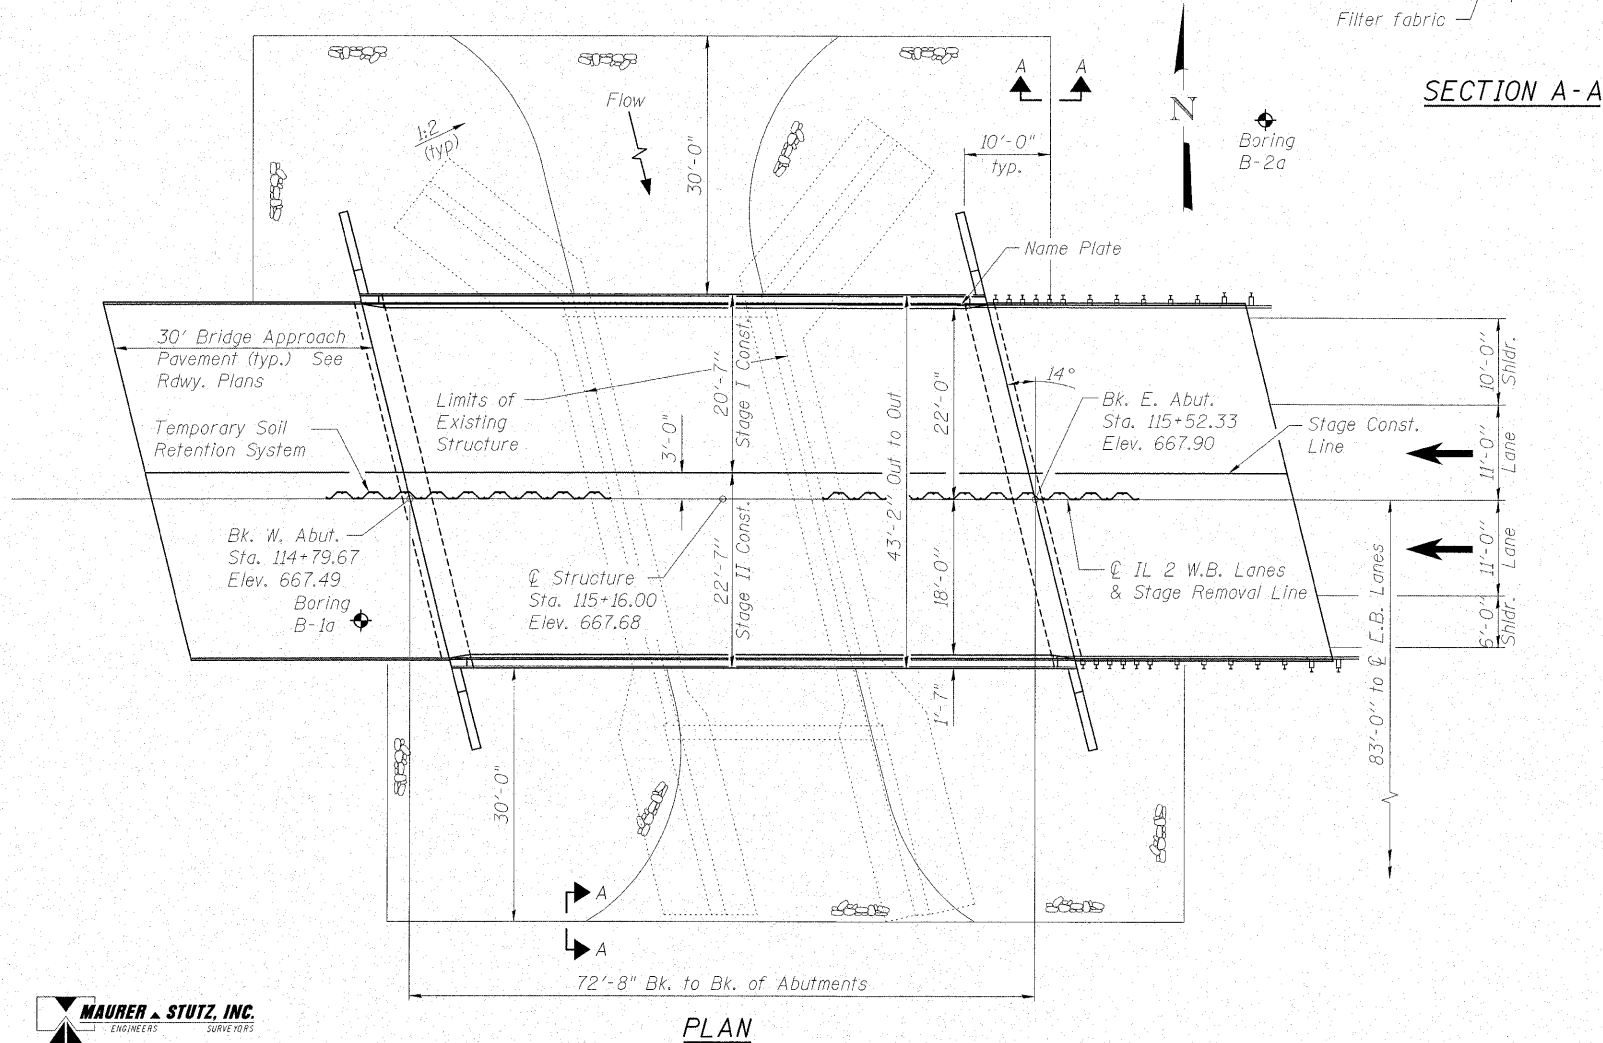 Filter fabric
SECTION A-A
A A
Flow
1:2
(typ)
30'-0"
10'-0"
typ.
N
Boring
B-2a
Name Plate
30' Bridge Approach
Pavement (typ.) See
Rdwy. Plans
Temporary Soil
Retention System
Limits of
Existing
Structure
3'-0"
20'-7"
Stage I Const.
43'-2" Out to Out
22'-0"
14°
Bk. E. Abut.
Sta. 115+52.33
Elev. 667.90
Stage Const.
Line
10'-0"
Shldr.
11'-0"
Lane
Bk. W. Abut.
Sta. 114+79.67
Elev. 667.49
Boring
B-1a
℄ Structure
Sta. 115+16.00
Elev. 667.68
22'-7"
Stage II Const.
18'-0"
℄ IL 2 W.B. Lanes
& Stage Removal Line
11'-0"
Lane
6'-0"
Shldr.
83'-0" to ℄ E.B. Lanes
1'-7"
30'-0"
A
A
72'-8" Bk. to Bk. of Abutments
MAURER & STUTZ, INC.
ENGINEERS SURVEYORS
PLAN